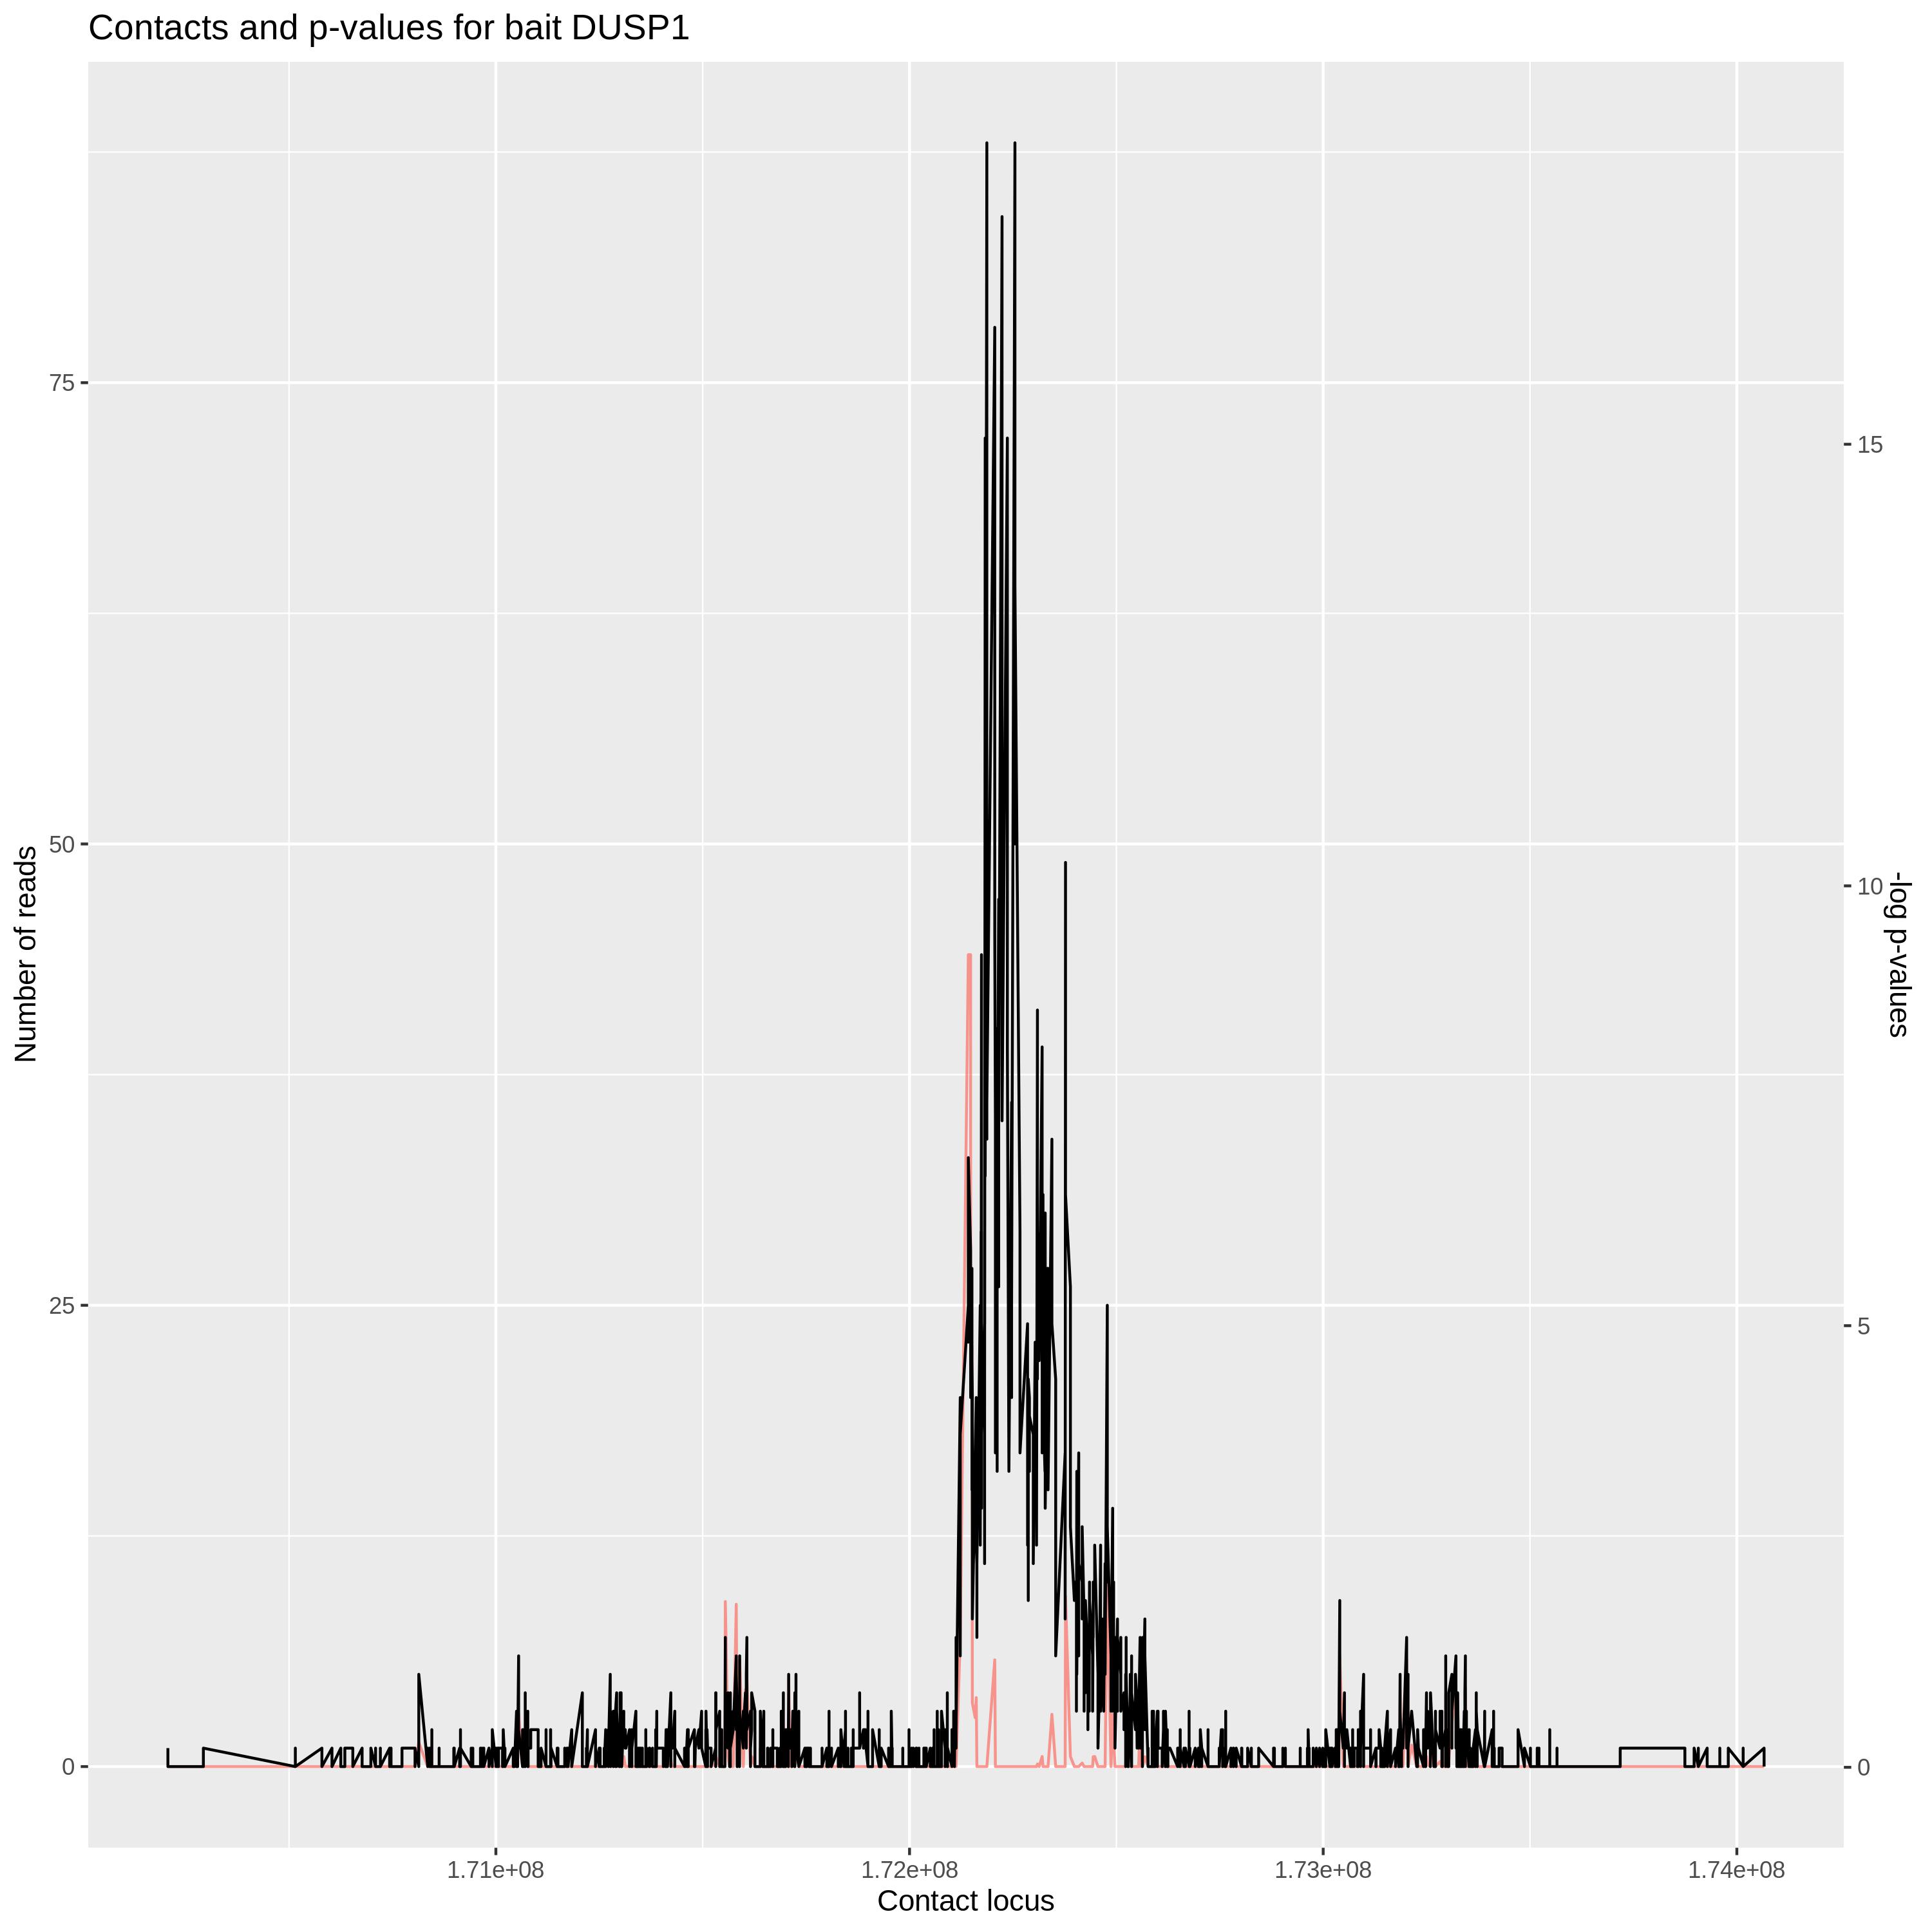 Contacts and p-values for bait DUSP1
75
50
25
0
Number of reads
15
10
5
0
-log p-values
1.71e+08 1.72e+08 1.73e+08 1.74e+08
Contact locus